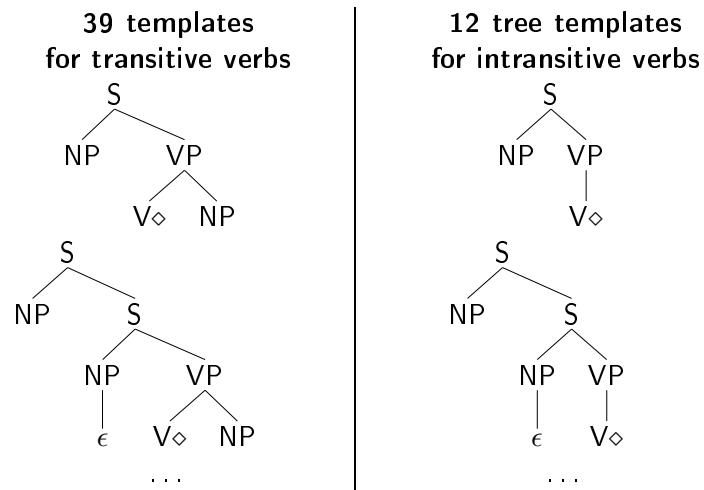 39 templates
for transitive verbs
S
NP VP
V◇ NP
S
NP S
NP VP
ϵ V◇ NP
. . .
12 tree templates
for intransitive verbs
S
NP VP
V◇
S
NP S
NP VP
ϵ V◇
. . .